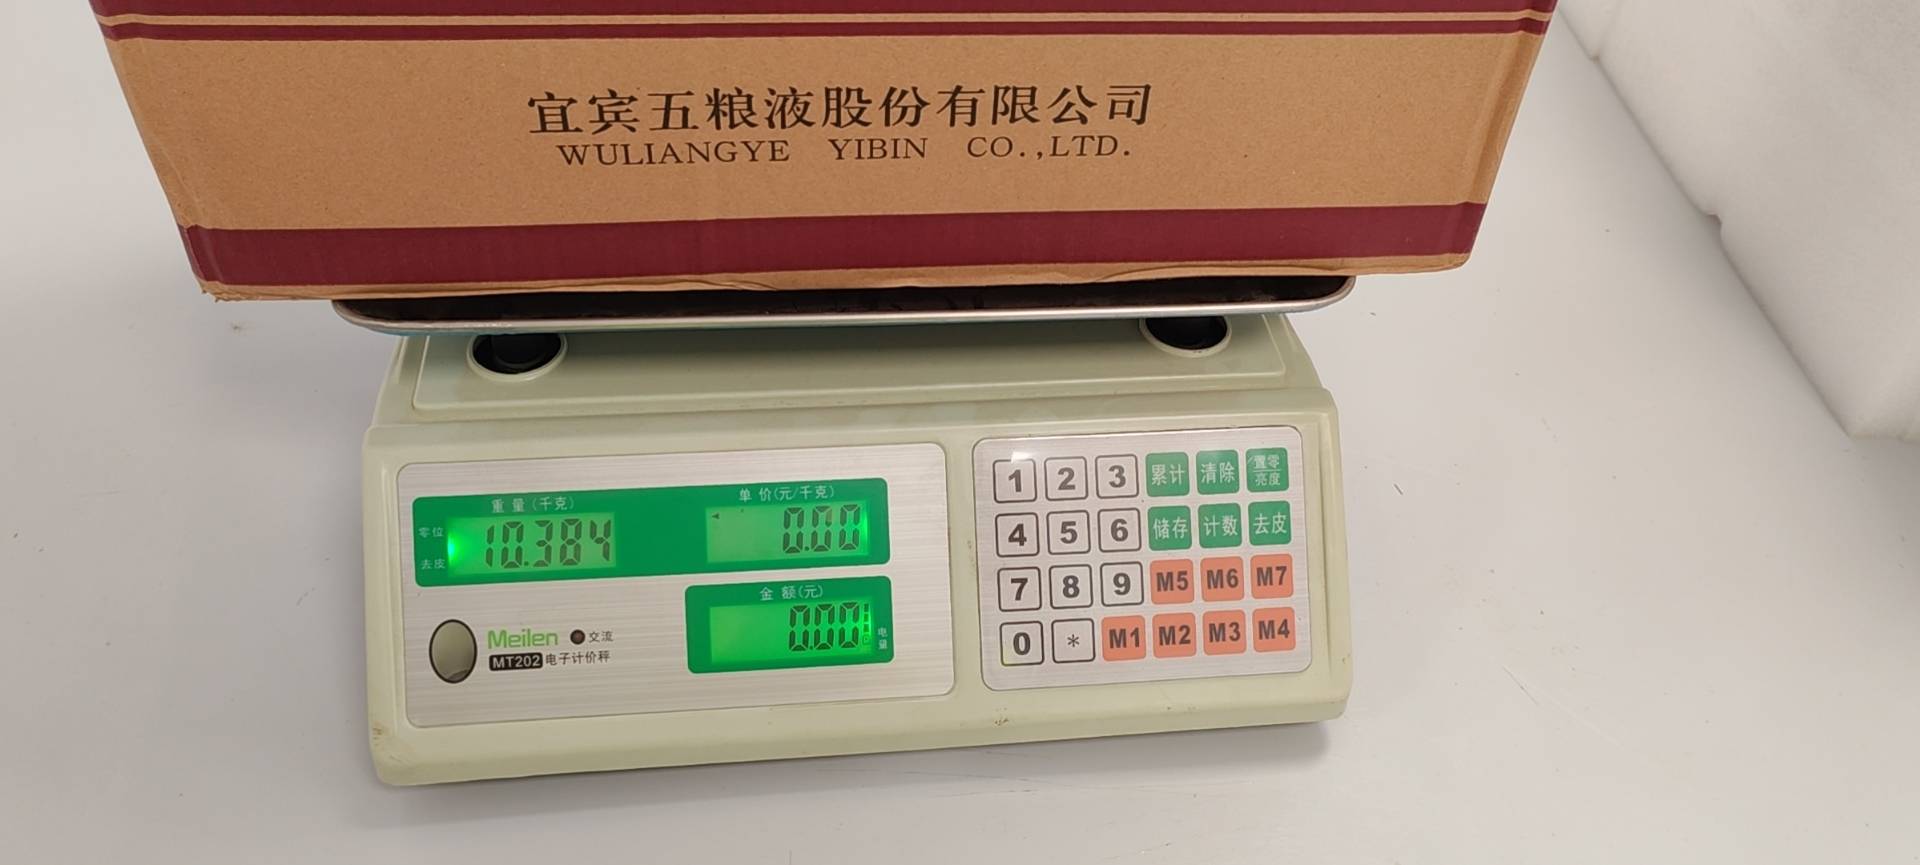 宜宾五粮液股份有限公司
WULIANGYE YIBIN CO.,LTD.
重量(千克)
零位
去皮
10.384
单价(元/千克)
0.00
金额(元)
0.00
电量
Meilen 交流
MT202 电子计价秤
1 2 3 累计 清除 置零 亮度
4 5 6 储存 计数 去皮
7 8 9 M5 M6 M7
0 * M1 M2 M3 M4